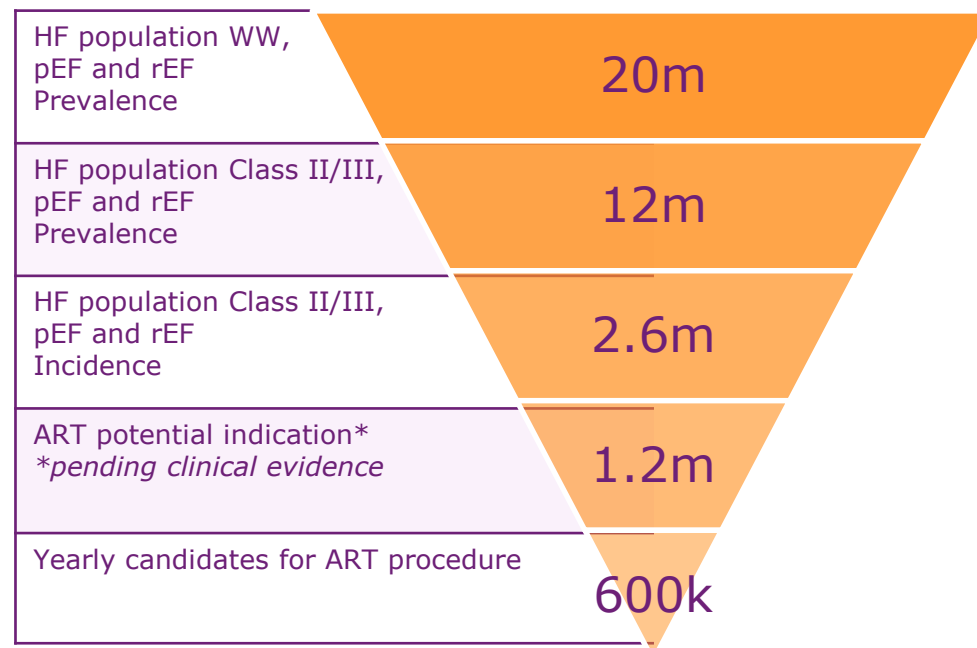 HF population WW,
pEF and rEF
Prevalence
20m
HF population Class II/III,
pEF and rEF
Prevalence
12m
HF population Class II/III,
pEF and rEF
Incidence
2.6m
ART potential indication*
*pending clinical evidence
1.2m
Yearly candidates for ART procedure
600k